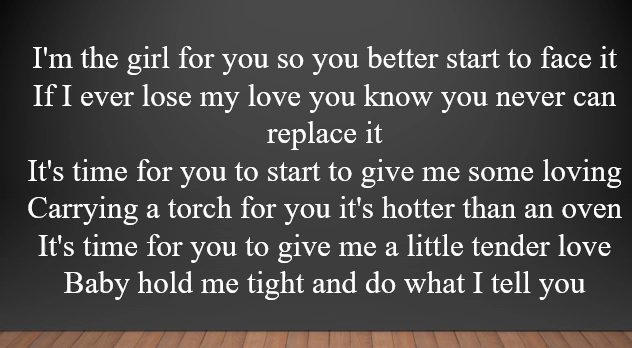 I'm the girl for you so you better start to face it
If I ever lose my love you know you never can
replace it
It's time for you to start to give me some loving
Carrying a torch for you it's hotter than an oven
It's time for you to give me a little tender love
Baby hold me tight and do what I tell you